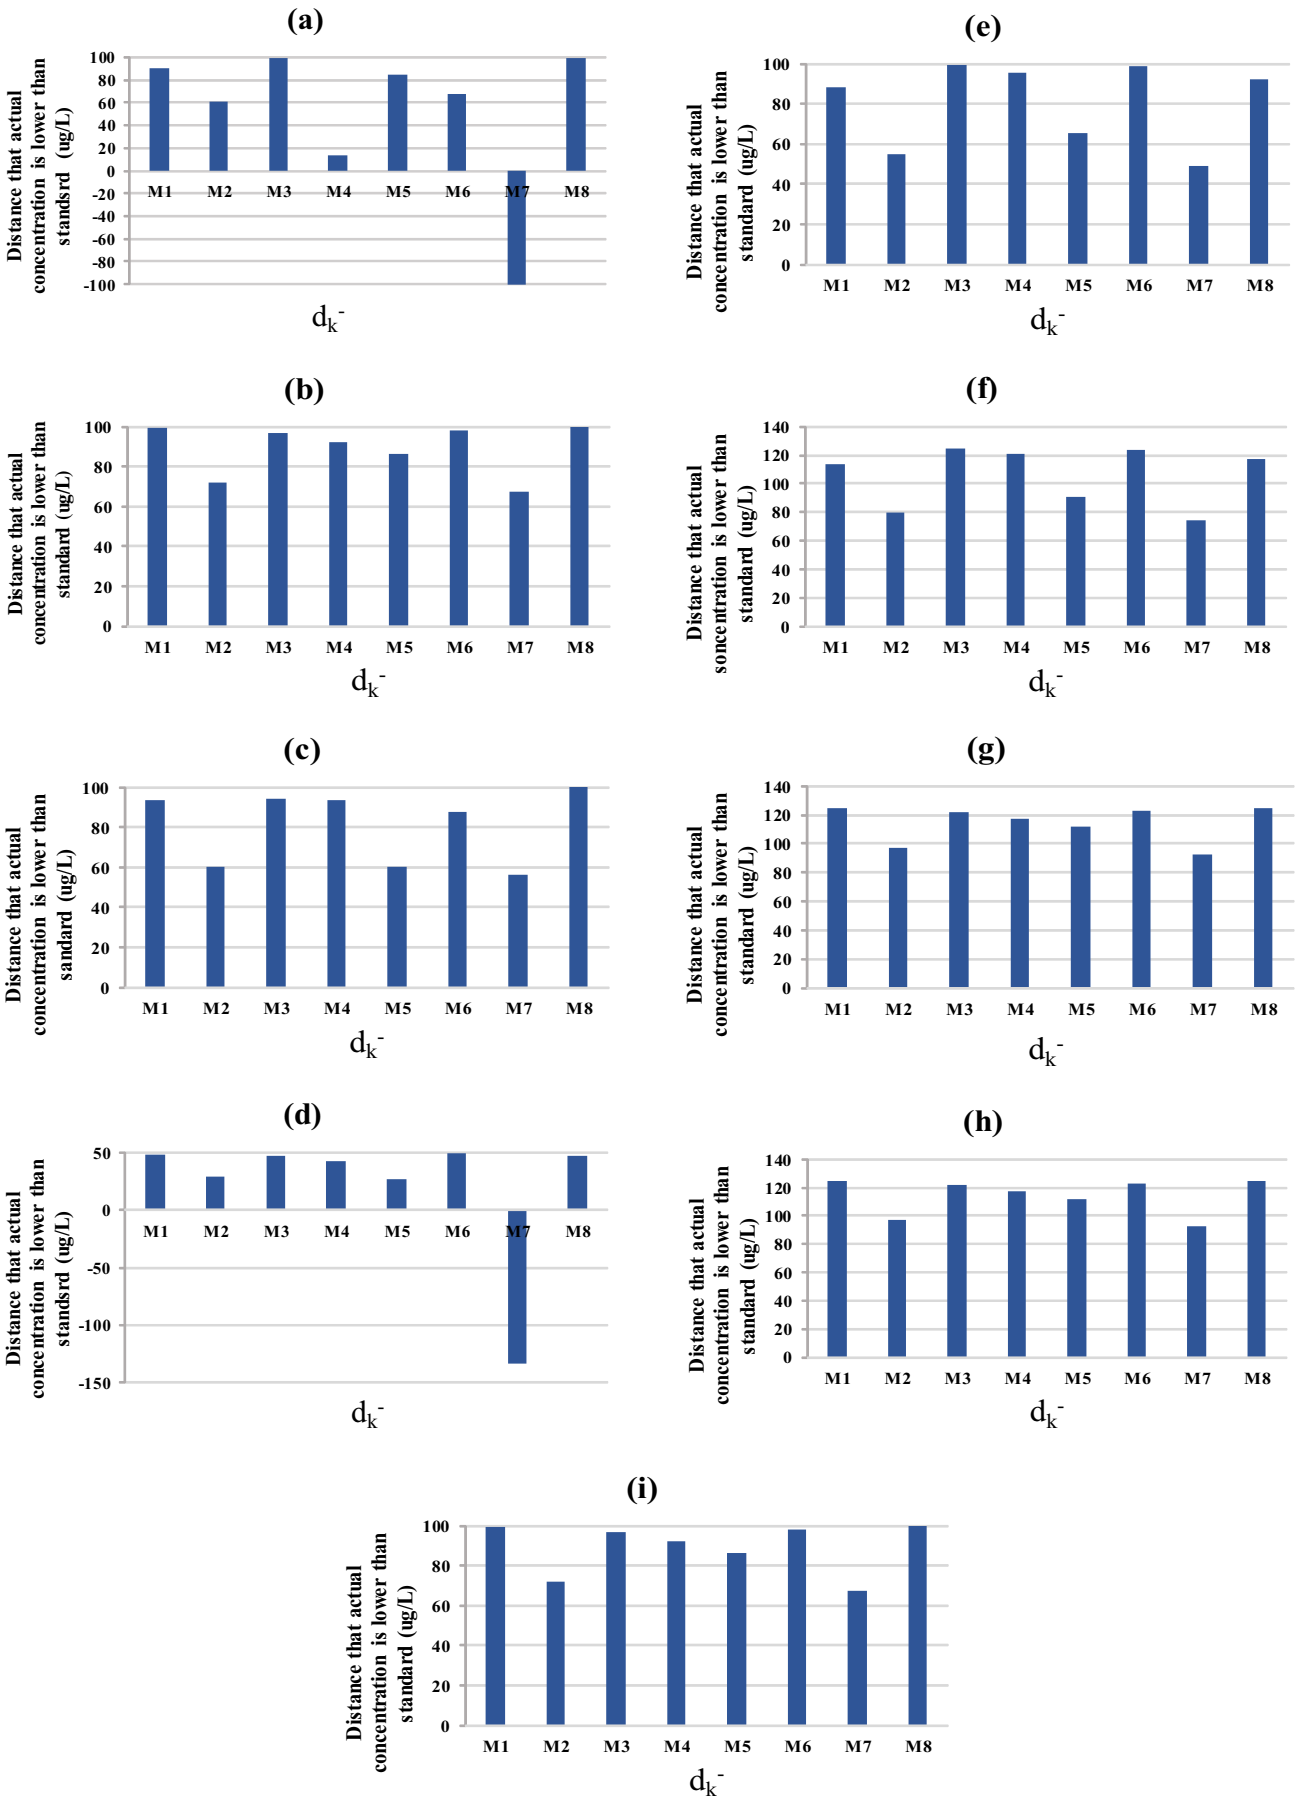 (a)
Distance that actual
concentration is lower than
standsrd (ug/L)
100
80
60
40
20
0
-20
-40
-60
-80
-100
M1 M2 M3 M4 M5 M6 M7 M8
dk-
(e)
Distance that actual
concentration is lower than
standard (ug/L)
100
80
60
40
20
0
M1 M2 M3 M4 M5 M6 M7 M8
dk-
(b)
Distance that actual
concentration is lower than
standard (ug/L)
100
80
60
40
20
0
M1 M2 M3 M4 M5 M6 M7 M8
dk-
(f)
Distance that actual
soncentration is lower than
standard (ug/L)
140
120
100
80
60
40
20
0
M1 M2 M3 M4 M5 M6 M7 M8
dk-
(c)
Distance that actual
concentration is lower than
sandard (ug/L)
100
80
60
40
20
0
M1 M2 M3 M4 M5 M6 M7 M8
dk-
(g)
Distance that actual
concentration is lower than
standard (ug/L)
140
120
100
80
60
40
20
0
M1 M2 M3 M4 M5 M6 M7 M8
dk-
(d)
Distance that actual
concentration is lower than
standsrd (ug/L)
50
0
-50
-100
-150
M1 M2 M3 M4 M5 M6 M7 M8
dk-
(h)
Distance that actual
concentration is lower than
standard (ug/L)
140
120
100
80
60
40
20
0
M1 M2 M3 M4 M5 M6 M7 M8
dk-
(i)
Distance that actual
concentration is lower than
standard (ug/L)
100
80
60
40
20
0
M1 M2 M3 M4 M5 M6 M7 M8
dk-